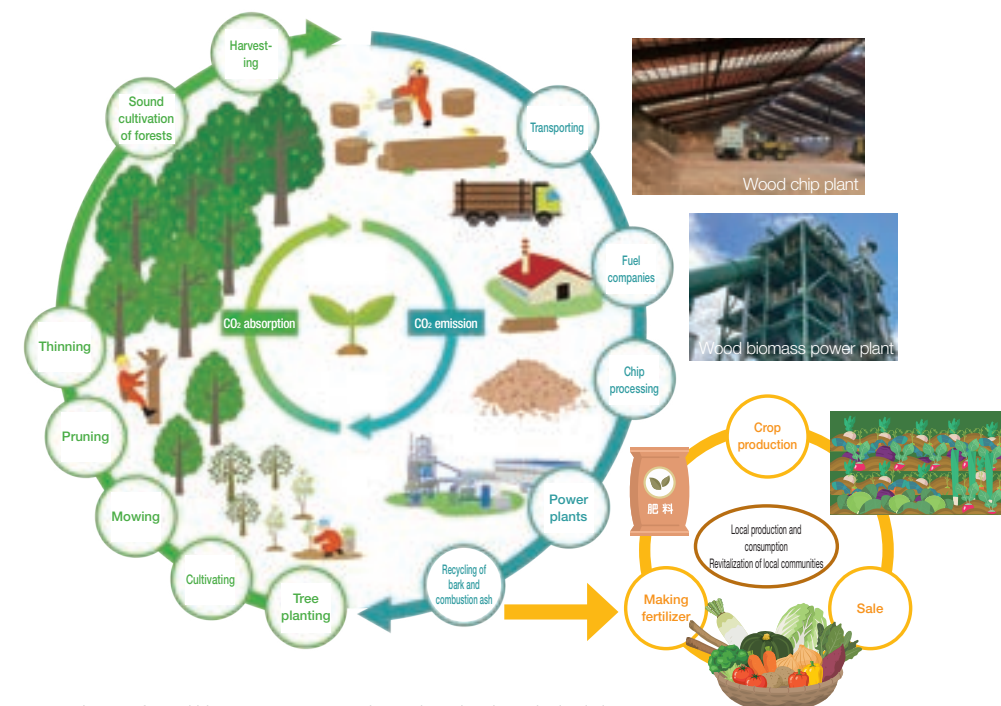 Harvest-
ing
Sound
cultivation
of forests
Transporting
Wood chip plant
Fuel
companies
CO₂ absorption
CO₂ emission
Wood biomass power plant
Thinning
Chip
processing
Pruning
Crop
production
Mowing
Power
plants
肥料
Local production and
consumption
Revitalization of local communities
Cultivating
Recycling of
bark and
combustion ash
Tree
planting
Making
fertilizer
Sale